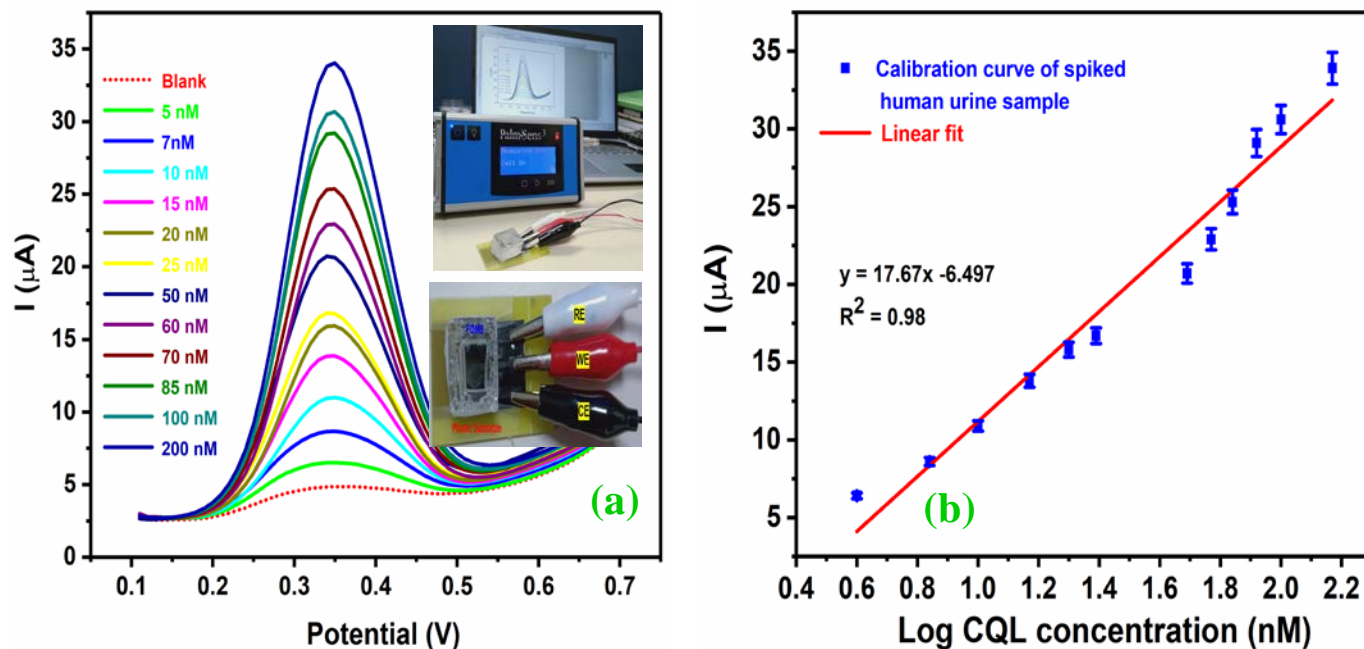 35
30
25
20
15
10
5
0
I (μA)
Blank
5 nM
7nM
10 nM
15 nM
20 nM
25 nM
50 nM
60 nM
70 nM
85 nM
100 nM
200 nM
PalmSens³
RE
WE
CE
Plastic Substrate
(a)
0.1 0.2 0.3 0.4 0.5 0.6 0.7
Potential (V)
35
30
25
20
15
10
5
I (μA)
Calibration curve of spiked
human urine sample
Linear fit
y = 17.67x -6.497
R² = 0.98
(b)
0.4 0.6 0.8 1.0 1.2 1.4 1.6 1.8 2.0 2.2
Log CQL concentration (nM)